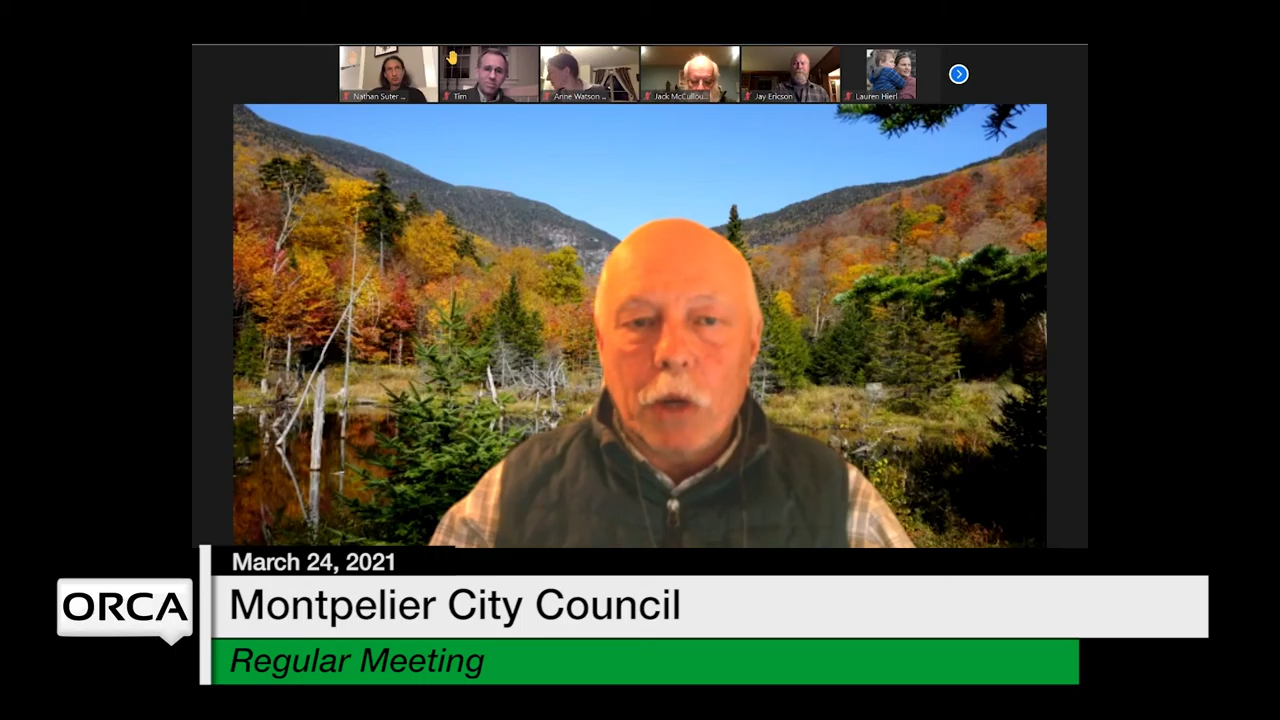 Nathan Suter ...
Tim
Anne Watson ...
Jack McCullou...
Jay Ericson
Lauren Hierl
March 24, 2021
ORCA
Montpelier City Council
Regular Meeting